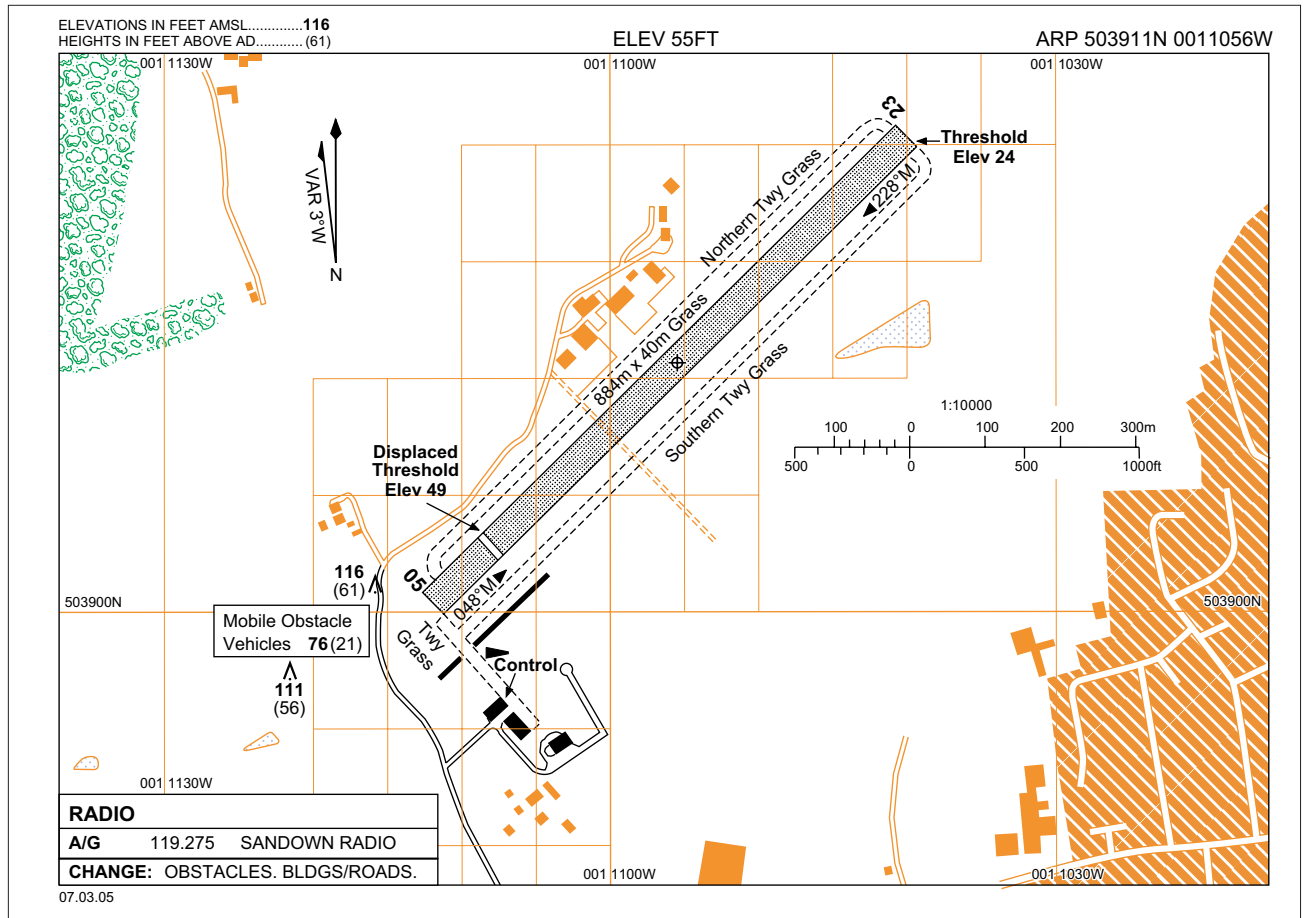 ELEVATIONS IN FEET AMSL.............116
HEIGHTS IN FEET ABOVE AD............(61)
ELEV 55FT
ARP 503911N 0011056W
001 1130W
001 1100W
001 1030W
VAR 3°W
N
23
Threshold
Elev 24
228°M
Northern Twy Grass
884m x 40m Grass
Southern Twy Grass
1:10000
100 0 100 200 300m
500 0 500 1000ft
Displaced
Threshold
Elev 49
116
(61)
05
048°M
503900N
503900N
Mobile Obstacle
Vehicles 76(21)
111
(56)
Twy
Grass
Control
001 1130W
001 1100W
001 1030W
RADIO
A/G 119.275 SANDOWN RADIO
CHANGE: OBSTACLES. BLDGS/ROADS.
07.03.05